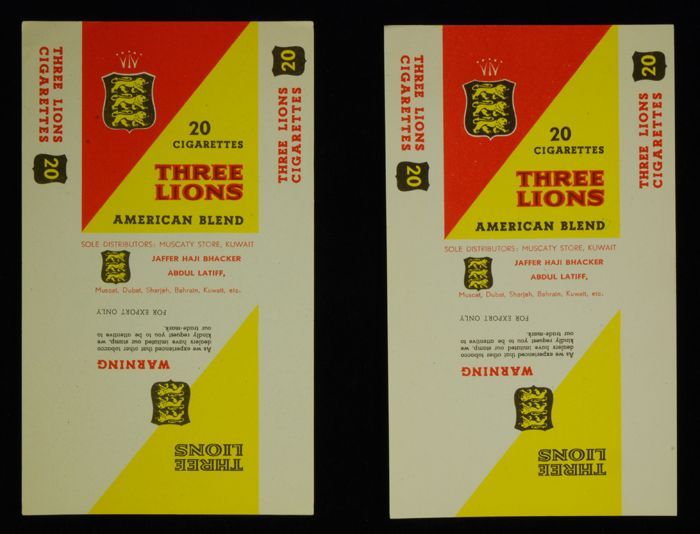 THREE LIONS
CIGARETTES
20
20
CIGARETTES
THREE
LIONS
AMERICAN BLEND
20
THREE LIONS
CIGARETTES
SOLE DISTRIBUTORS: MUSCATY STORE, KUWAIT
JAFFER HAJI BHACKER
ABDUL LATIFF,
Muscat, Dubai, Sharjah, Bahrain, Kuwait, etc.
FOR EXPORT ONLY
WARNING
As we experienced that other tobacco
dealers have imitated our stamp, we
kindly request you to be attentive to
our trade-mark.
THREE
LIONS
THREE LIONS
CIGARETTES
20
20
CIGARETTES
THREE
LIONS
AMERICAN BLEND
20
THREE LIONS
CIGARETTES
SOLE DISTRIBUTORS: MUSCATY STORE, KUWAIT
JAFFER HAJI BHACKER
ABDUL LATIFF,
Muscat, Dubai, Sharjah, Bahrain, Kuwait, etc.
FOR EXPORT ONLY
WARNING
As we experienced that other tobacco
dealers have imitated our stamp, we
kindly request you to be attentive to
our trade-mark.
THREE
LIONS